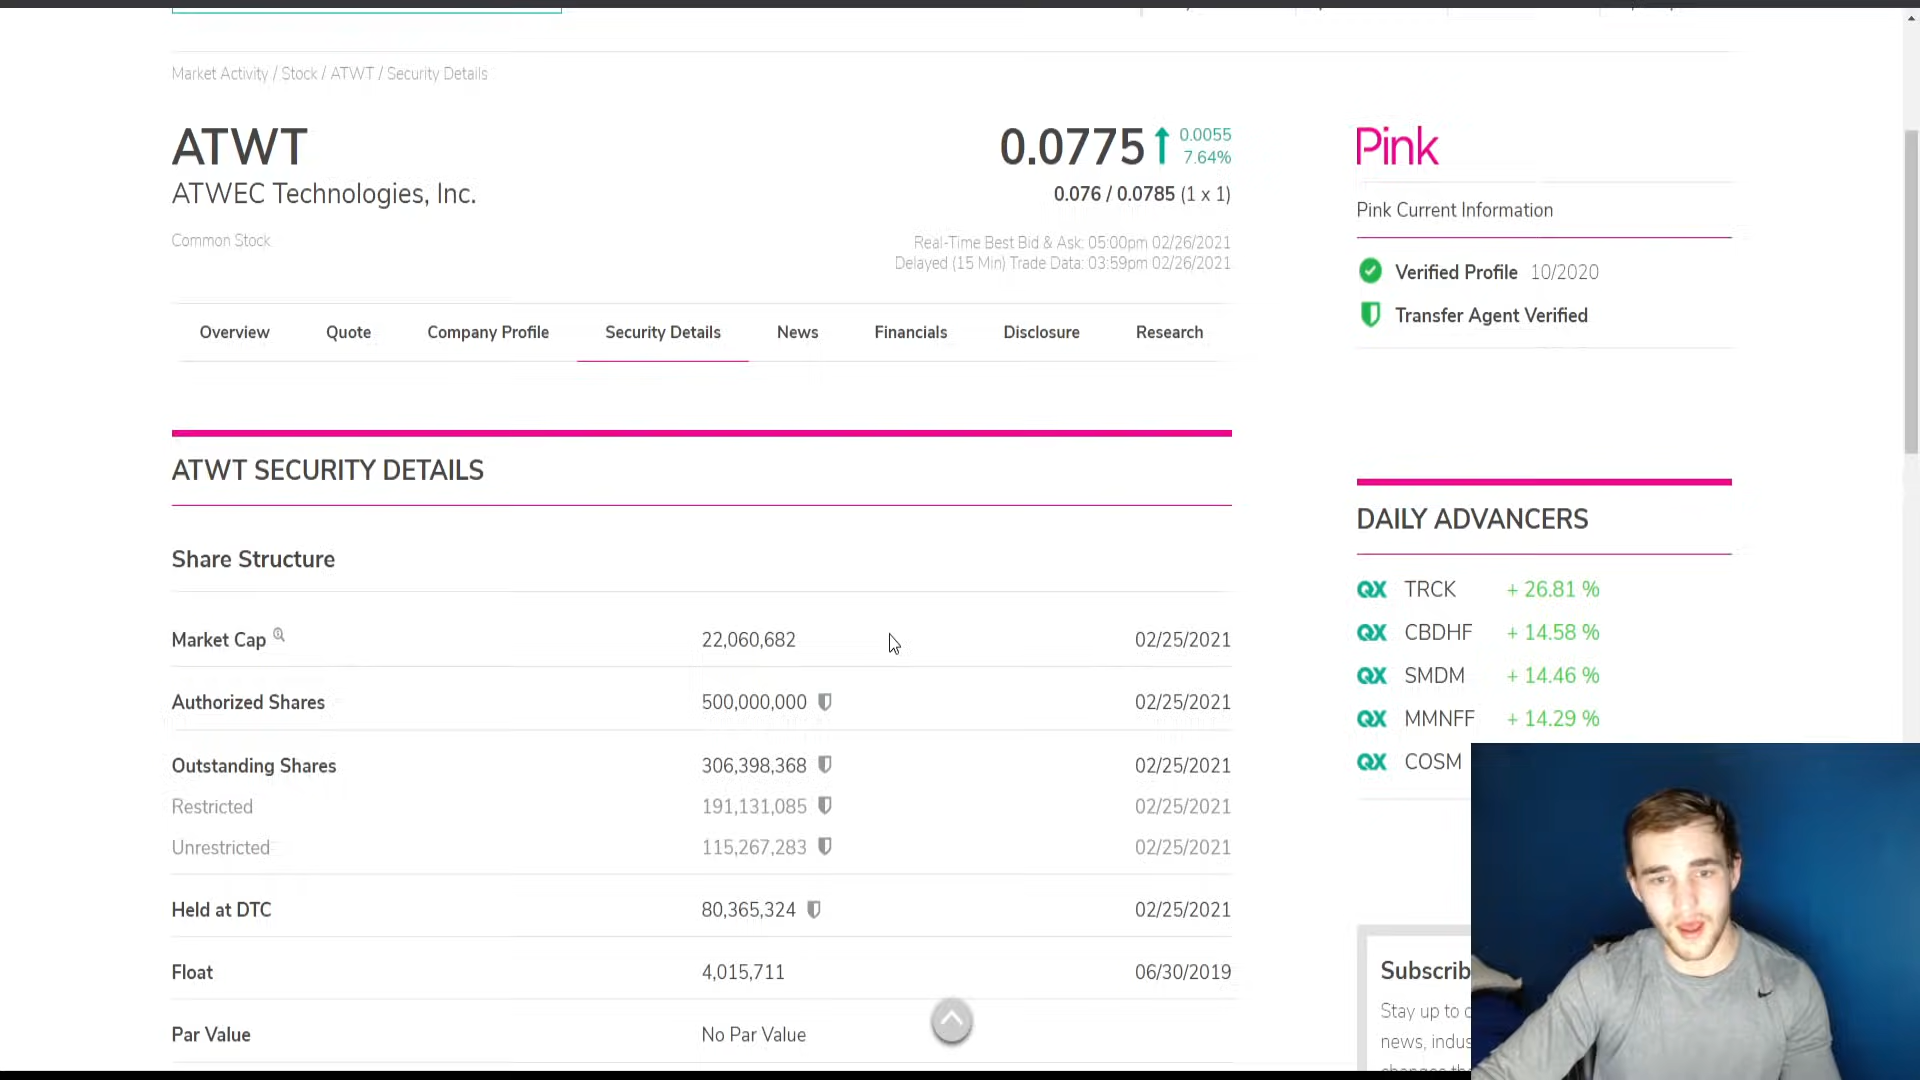 Market Activity / Stock / ATWT / Security Details
ATWT
ATWEC Technologies, Inc.
Common Stock
0.0775
0.0055
7.64%
0.076 / 0.0785 (1 x 1)
Real-Time Best Bid & Ask: 05:00pm 02/26/2021
Delayed (15 Min) Trade Data: 03:59pm 02/26/2021
Pink
Pink Current Information
Verified Profile 10/2020
Transfer Agent Verified
Overview Quote Company Profile Security Details News Financials Disclosure Research
ATWT SECURITY DETAILS
Share Structure
Market Cap 22,060,682 02/25/2021
Authorized Shares 500,000,000 02/25/2021
Outstanding Shares 306,398,368 02/25/2021
Restricted 191,131,085 02/25/2021
Unrestricted 115,267,283 02/25/2021
Held at DTC 80,365,324 02/25/2021
Float 4,015,711 06/30/2019
Par Value No Par Value
DAILY ADVANCERS
QX TRCK + 26.81 %
QX CBDHF + 14.58 %
QX SMDM + 14.46 %
QX MMNFF + 14.29 %
QX COSM
Subscrib
Stay up to
news, indus